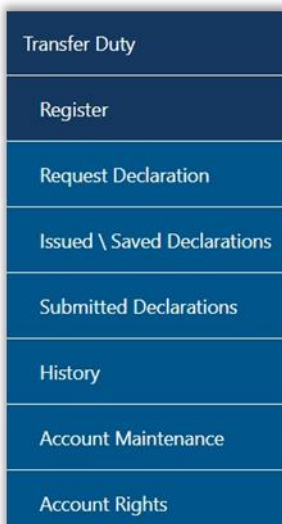 Transfer Duty
Register
Request Declaration
Issued \ Saved Declarations
Submitted Declarations
History
Account Maintenance
Account Rights